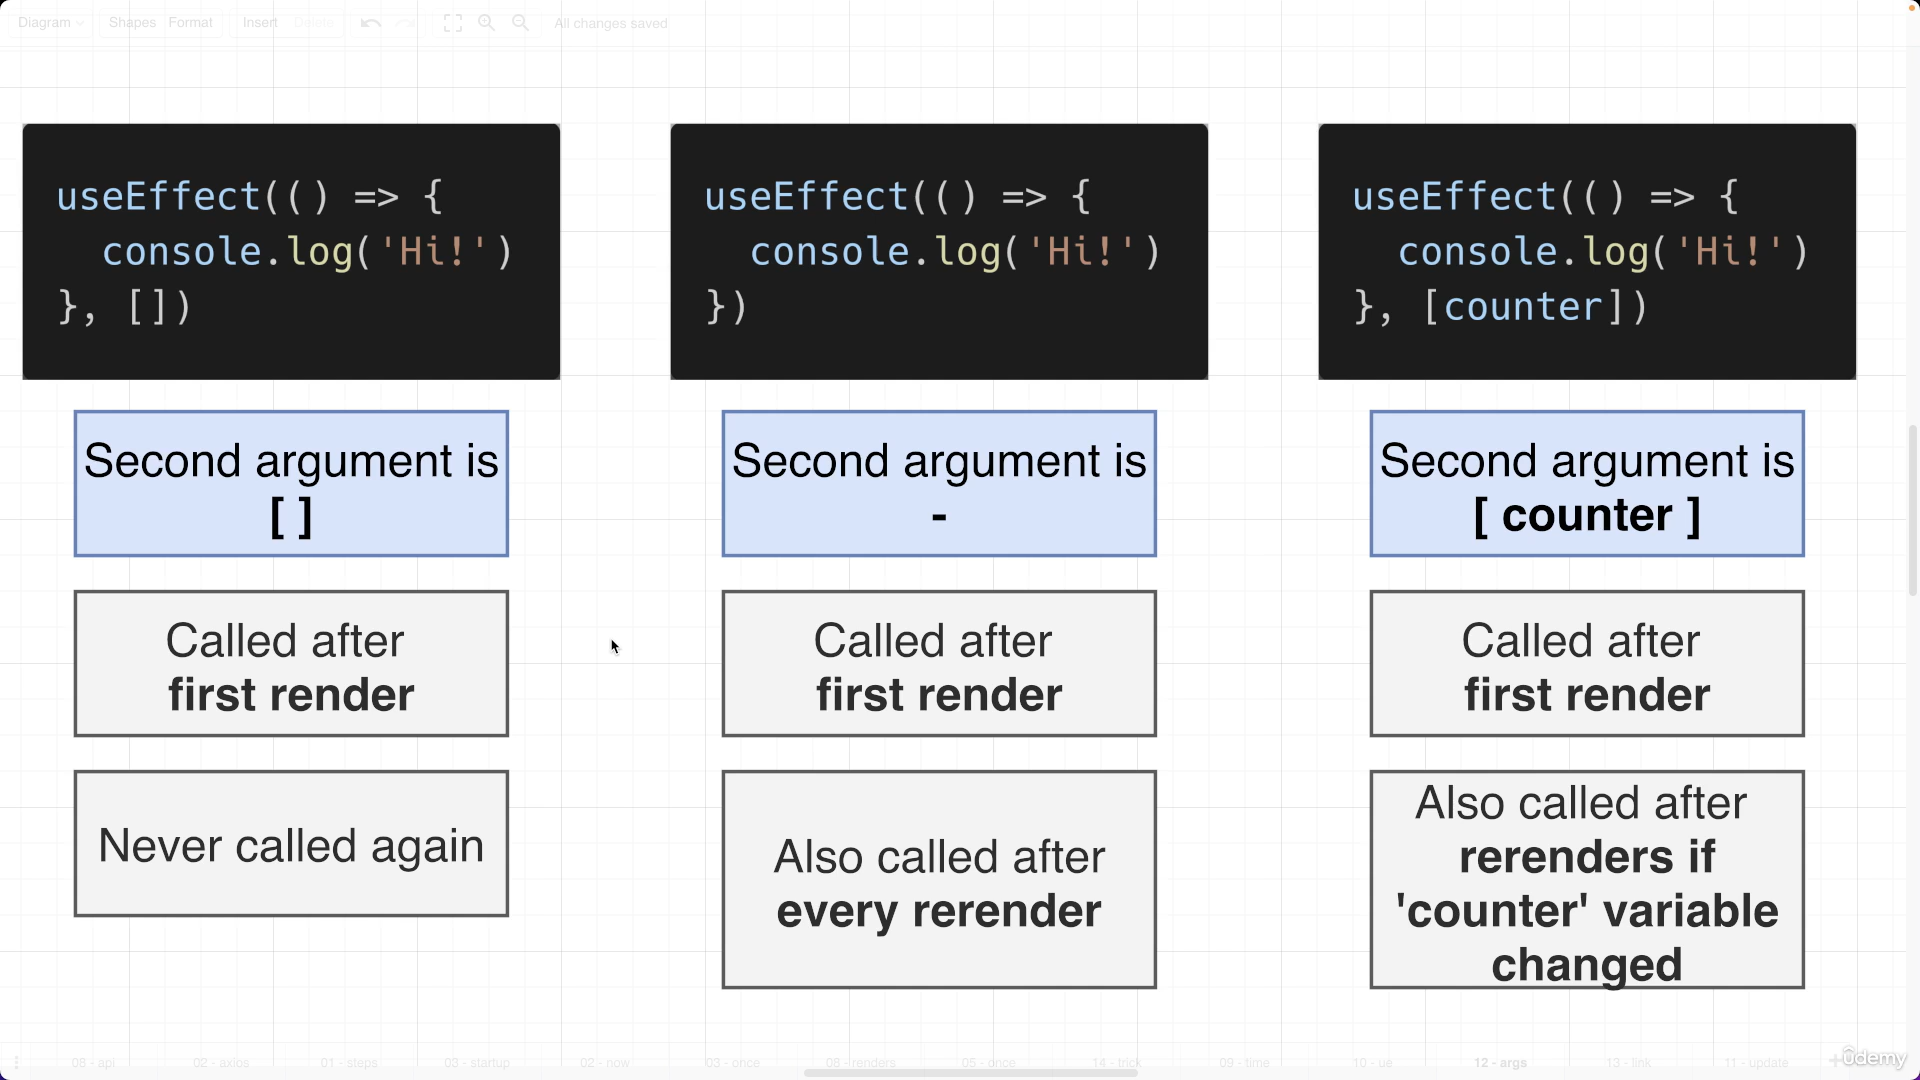 Diagram Shapes Format Insert Delete All changes saved
useEffect(() => {
  console.log('Hi!')
}, [])
Second argument is
[ ]
Called after
first render
Never called again
useEffect(() => {
  console.log('Hi!')
})
Second argument is
-
Called after
first render
Also called after
every rerender
useEffect(() => {
  console.log('Hi!')
}, [counter])
Second argument is
[ counter ]
Called after
first render
Also called after
rerenders if
'counter' variable
changed
08 - api 02 - axios 01 - steps 03 - startup 02 - now 03 - once 08 - renders 05 - once 14 - trick 09 - time 10 - ue 12 - args 13 - link 11 - update
ûdemy